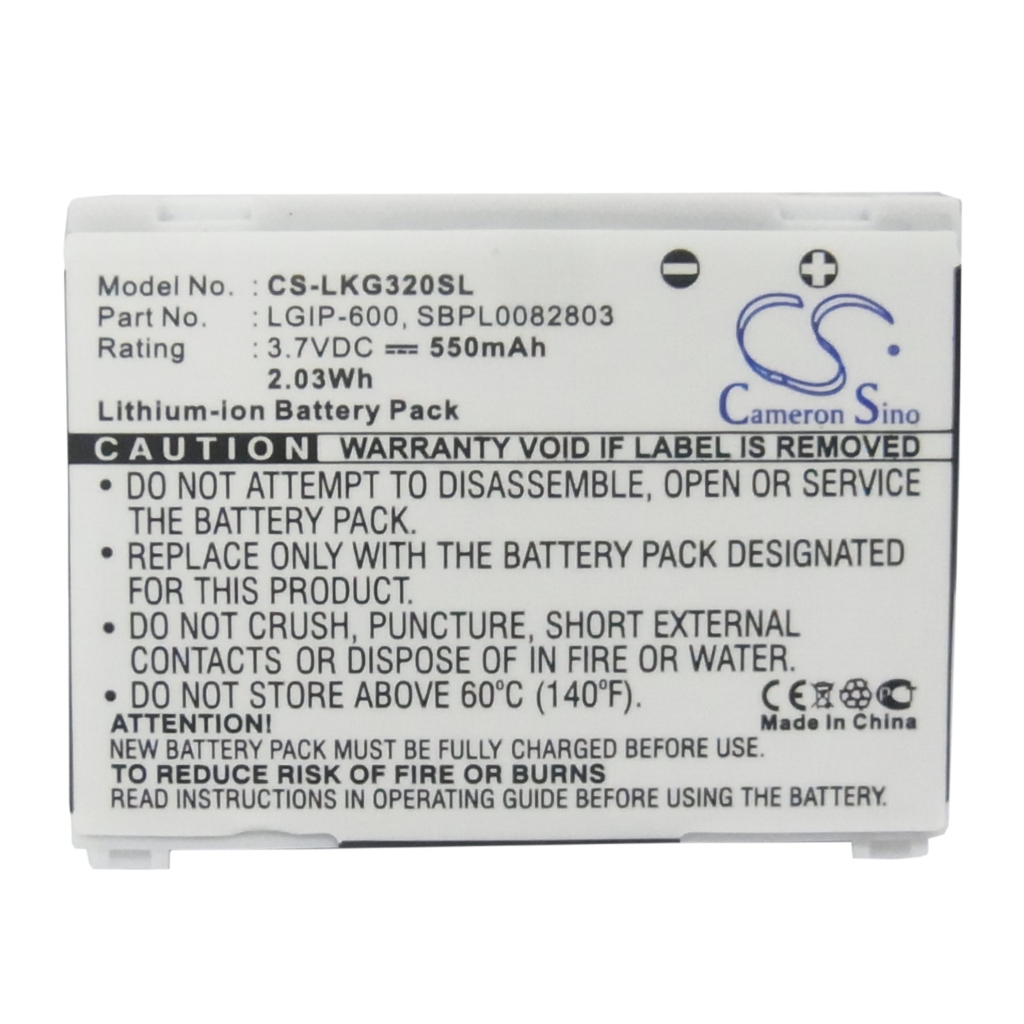 Model No. : CS-LKG320SL
Part No. : LGIP-600, SBPL0082803
Rating : 3.7VDC 550mAh
2.03Wh
Lithium-ion Battery Pack
CS
Cameron Sino
CAUTION WARRANTY VOID IF LABEL IS REMOVED
• DO NOT ATTEMPT TO DISASSEMBLE, OPEN OR SERVICE
THE BATTERY PACK.
• REPLACE ONLY WITH THE BATTERY PACK DESIGNATED
FOR THIS PRODUCT.
• DO NOT CRUSH, PUNCTURE, SHORT EXTERNAL
CONTACTS OR DISPOSE OF IN FIRE OR WATER.
• DO NOT STORE ABOVE 60°C (140°F).
CE
Made In China
ATTENTION!
NEW BATTERY PACK MUST BE FULLY CHARGED BEFORE USE.
TO REDUCE RISK OF FIRE OR BURNS
READ INSTRUCTIONS IN OPERATING GUIDE BEFORE USING THE BATTERY.